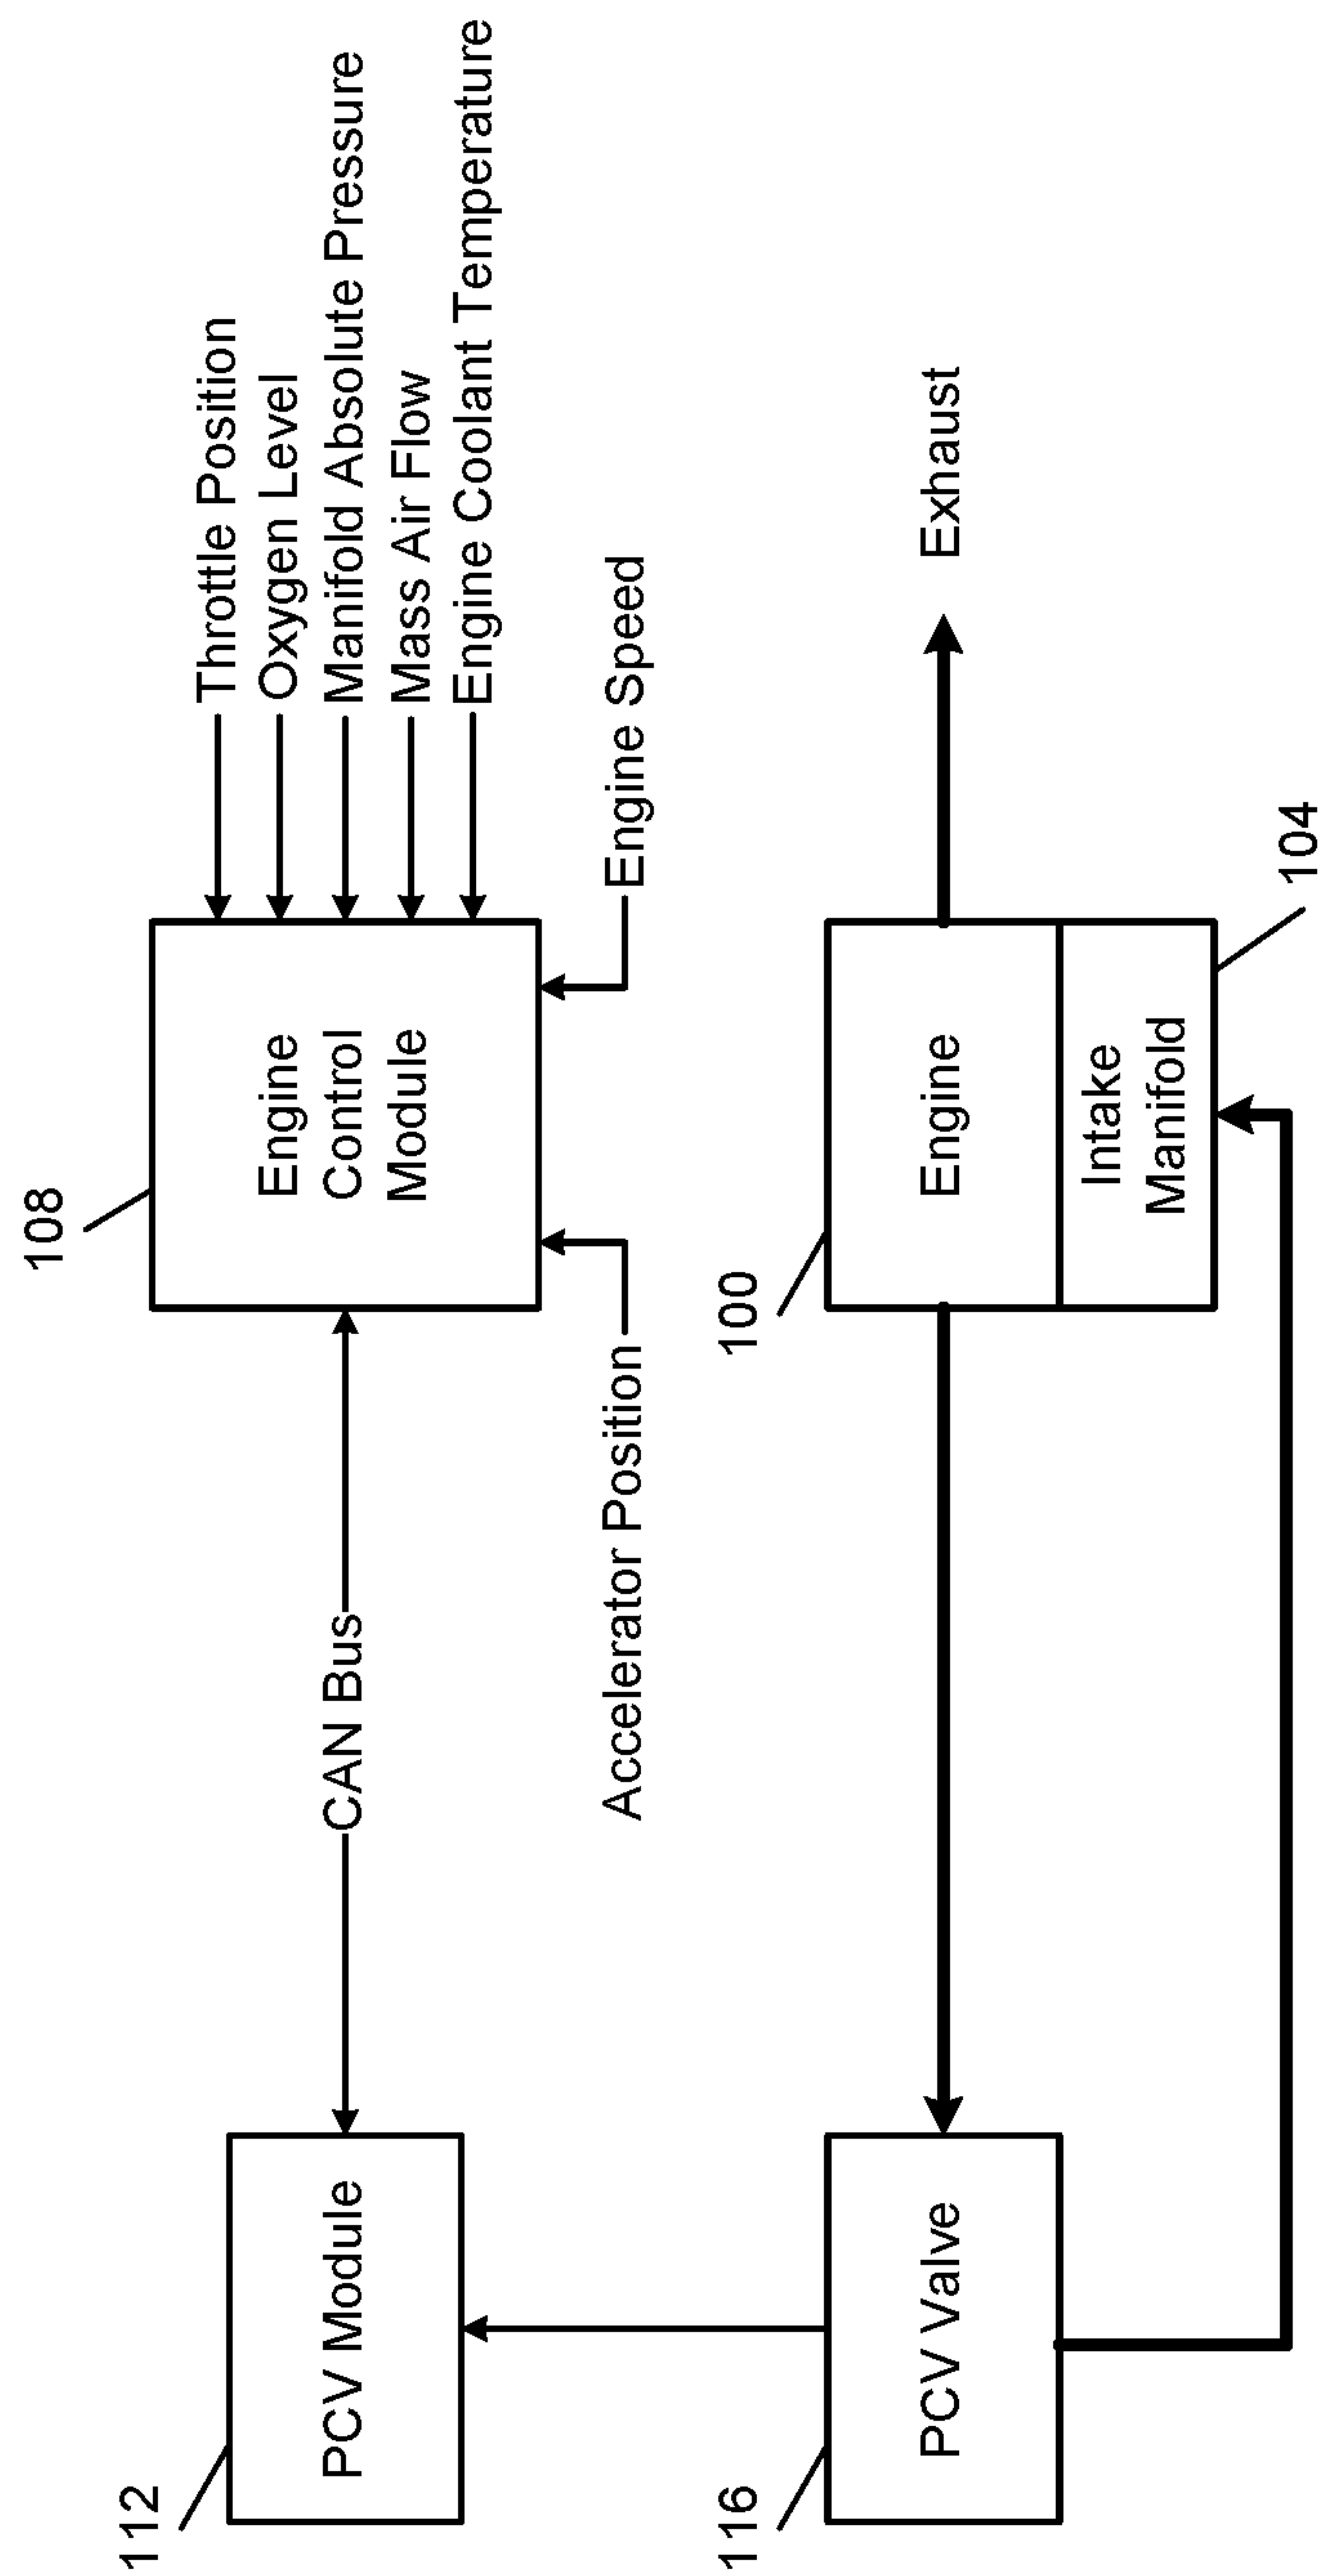 112
PCV Module
CAN Bus
108
Engine
Control
Module
Throttle Position
Oxygen Level
Manifold Absolute Pressure
Mass Air Flow
Engine Coolant Temperature
Accelerator Position
Engine Speed
116
PCV Valve
100
Engine
Intake
Manifold
104
Exhaust